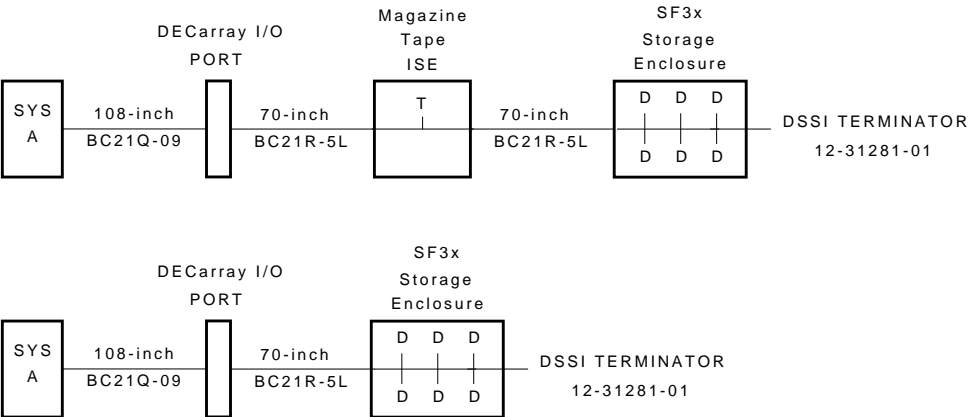 DECarray I/O
PORT
Magazine
Tape
ISE
SF3x
Storage
Enclosure
SYS
A
108-inch
BC21Q-09
70-inch
BC21R-5L
T
70-inch
BC21R-5L
D D D
D D D
DSSI TERMINATOR
12-31281-01
DECarray I/O
PORT
SF3x
Storage
Enclosure
SYS
A
108-inch
BC21Q-09
70-inch
BC21R-5L
D D D
D D D
DSSI TERMINATOR
12-31281-01